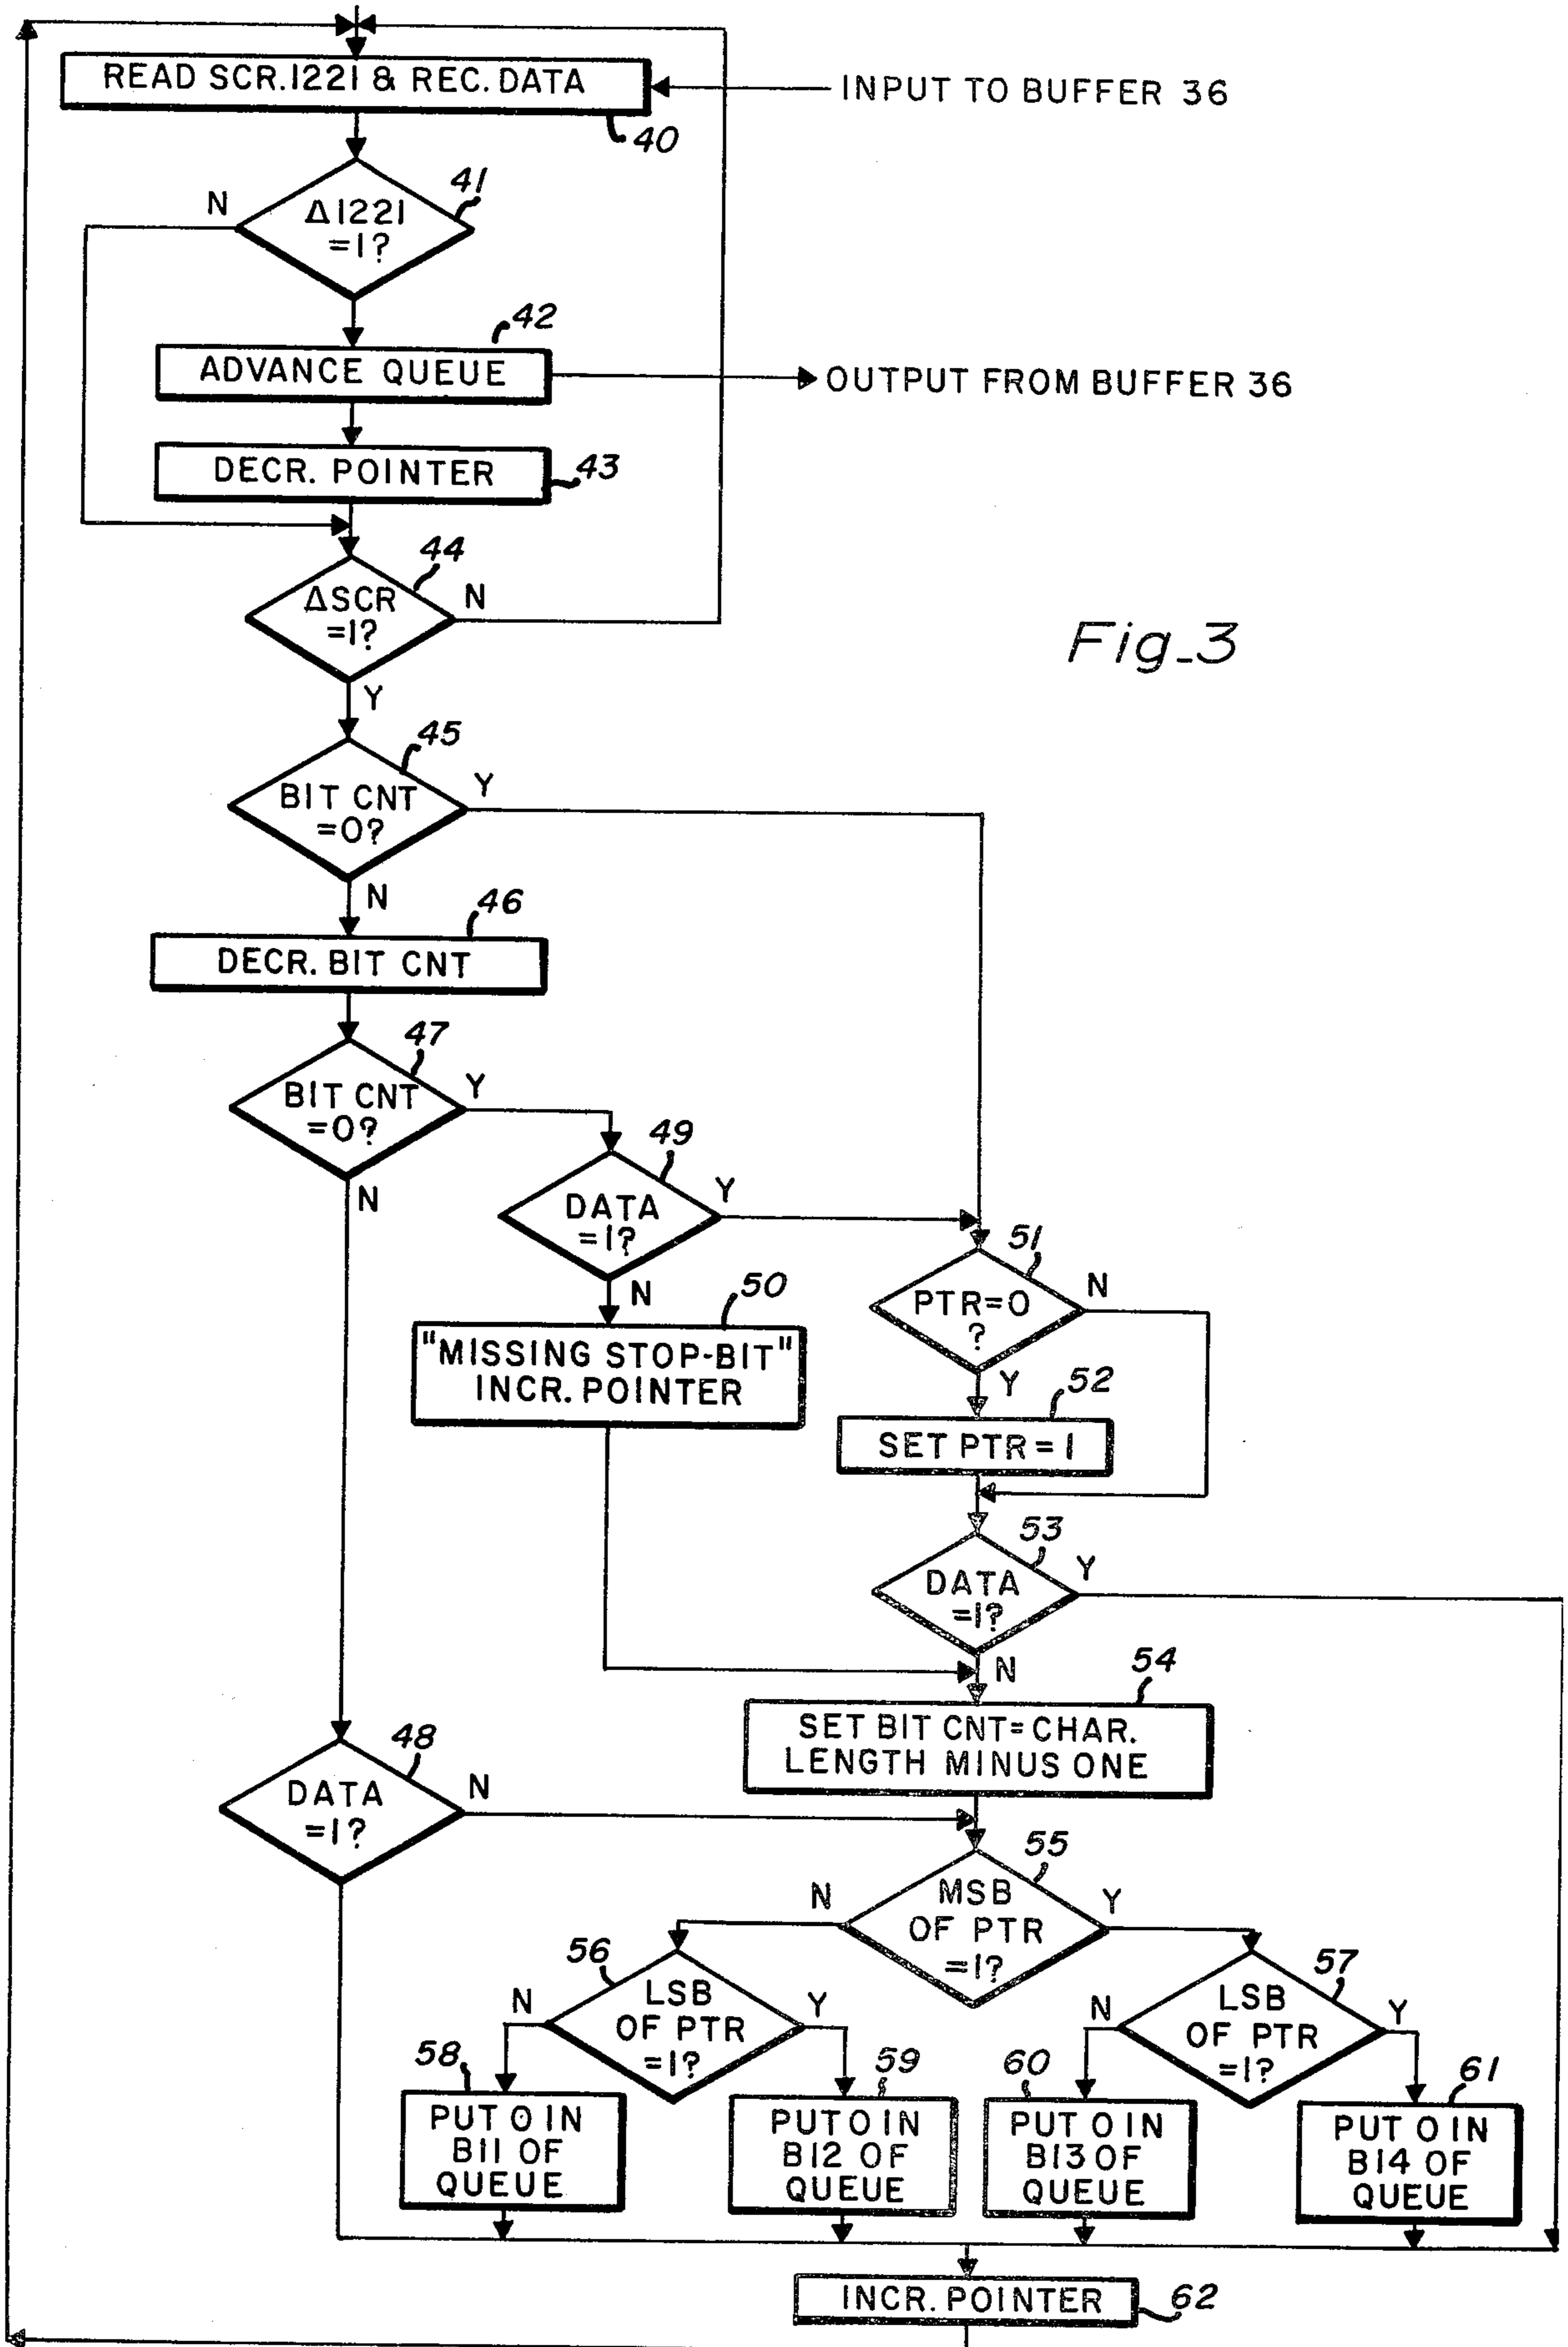 READ SCR.1221 & REC. DATA
INPUT TO BUFFER 36
40
41
N
Δ1221
=1?
42
ADVANCE QUEUE
OUTPUT FROM BUFFER 36
DECR. POINTER
43
44
ΔSCR
=1?
N
Fig_3
Y
45
BIT CNT
=0?
Y
N
46
DECR. BIT CNT
47
BIT CNT
=0?
Y
N
49
DATA
=1?
Y
N
50
"MISSING STOP-BIT"
INCR. POINTER
51
PTR=0
?
N
Y
52
SET PTR = 1
53
DATA
=1?
Y
N
54
SET BIT CNT=CHAR.
LENGTH MINUS ONE
48
DATA
=1?
N
55
MSB
OF PTR
=1?
N
Y
56
LSB
OF PTR
=1?
N
Y
57
LSB
OF PTR
=1?
N
Y
58
PUT 0 IN
B11 OF
QUEUE
59
PUT 0 IN
B12 OF
QUEUE
60
PUT 0 IN
B13 OF
QUEUE
61
PUT 0 IN
B14 OF
QUEUE
INCR. POINTER
62